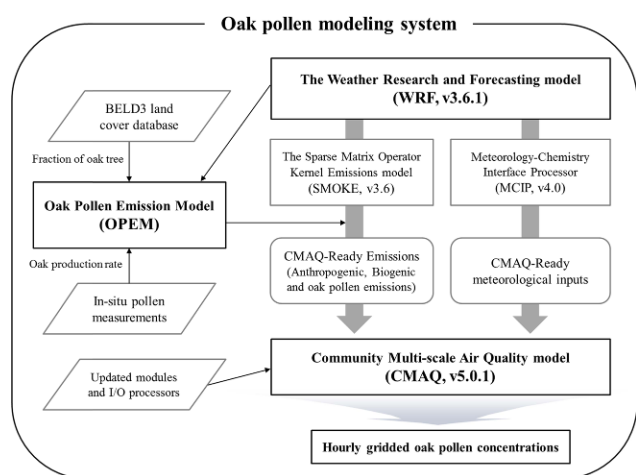 Oak pollen modeling system
BELD3 land
cover database
The Weather Research and Forecasting model
(WRF, v3.6.1)
Fraction of oak tree
The Sparse Matrix Operator
Kernel Emissions model
(SMOKE, v3.6)
Meteorology-Chemistry
Interface Processor
(MCIP, v4.0)
Oak Pollen Emission Model
(OPEM)
Oak production rate
CMAQ-Ready Emissions
(Anthropogenic, Biogenic
and oak pollen emissions)
CMAQ-Ready
meteorological inputs
In-situ pollen
measurements
Updated modules
and I/O processors
Community Multi-scale Air Quality model
(CMAQ, v5.0.1)
Hourly gridded oak pollen concentrations